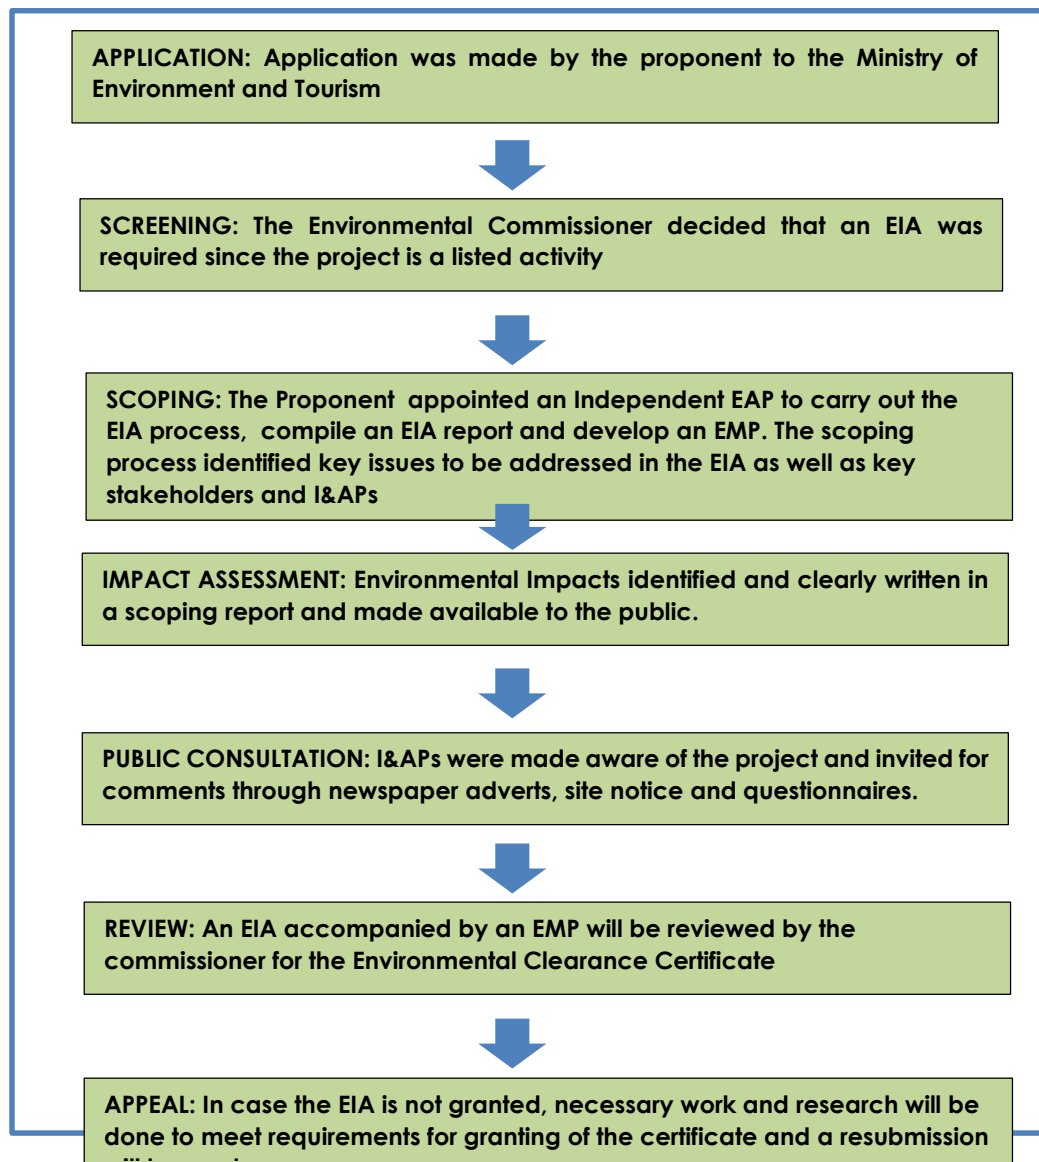 APPLICATION: Application was made by the proponent to the Ministry of
Environment and Tourism
SCREENING: The Environmental Commissioner decided that an EIA was
required since the project is a listed activity
SCOPING: The Proponent appointed an Independent EAP to carry out the
EIA process, compile an EIA report and develop an EMP. The scoping
process identified key issues to be addressed in the EIA as well as key
stakeholders and I&APs
IMPACT ASSESSMENT: Environmental Impacts identified and clearly written in
a scoping report and made available to the public.
PUBLIC CONSULTATION: I&APs were made aware of the project and invited for
comments through newspaper adverts, site notice and questionnaires.
REVIEW: An EIA accompanied by an EMP will be reviewed by the
commissioner for the Environmental Clearance Certificate
APPEAL: In case the EIA is not granted, necessary work and research will be
done to meet requirements for granting of the certificate and a resubmission